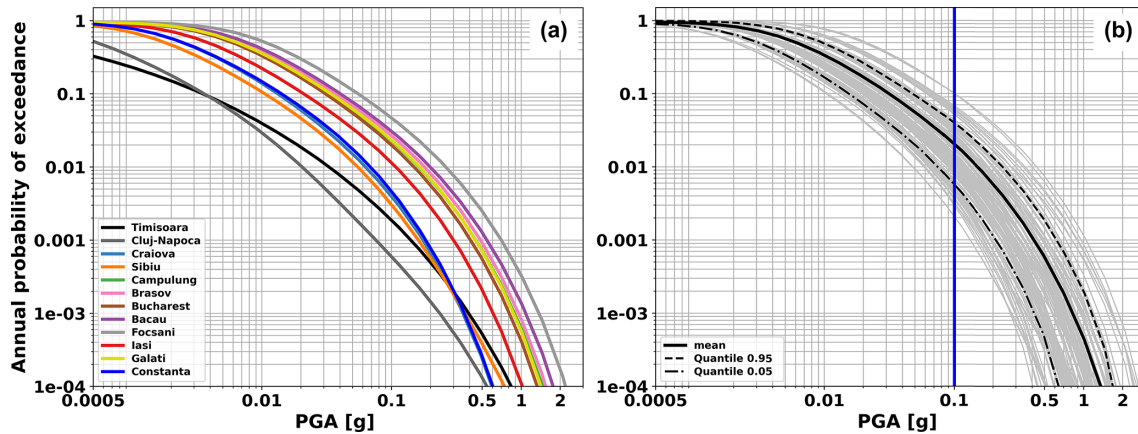 (a)
Annual probability of exceedance
1
0.1
0.01
0.001
1e-03
1e-04
Timisoara
Cluj-Napoca
Craiova
Sibiu
Campulung
Brasov
Bucharest
Bacau
Focsani
Iasi
Galati
Constanta
0.0005 0.01 0.1 0.5 1 2
PGA [g]
(b)
1
0.1
0.01
0.001
1e-03
1e-04
mean
Quantile 0.95
Quantile 0.05
0.0005 0.01 0.1 0.5 1 2
PGA [g]